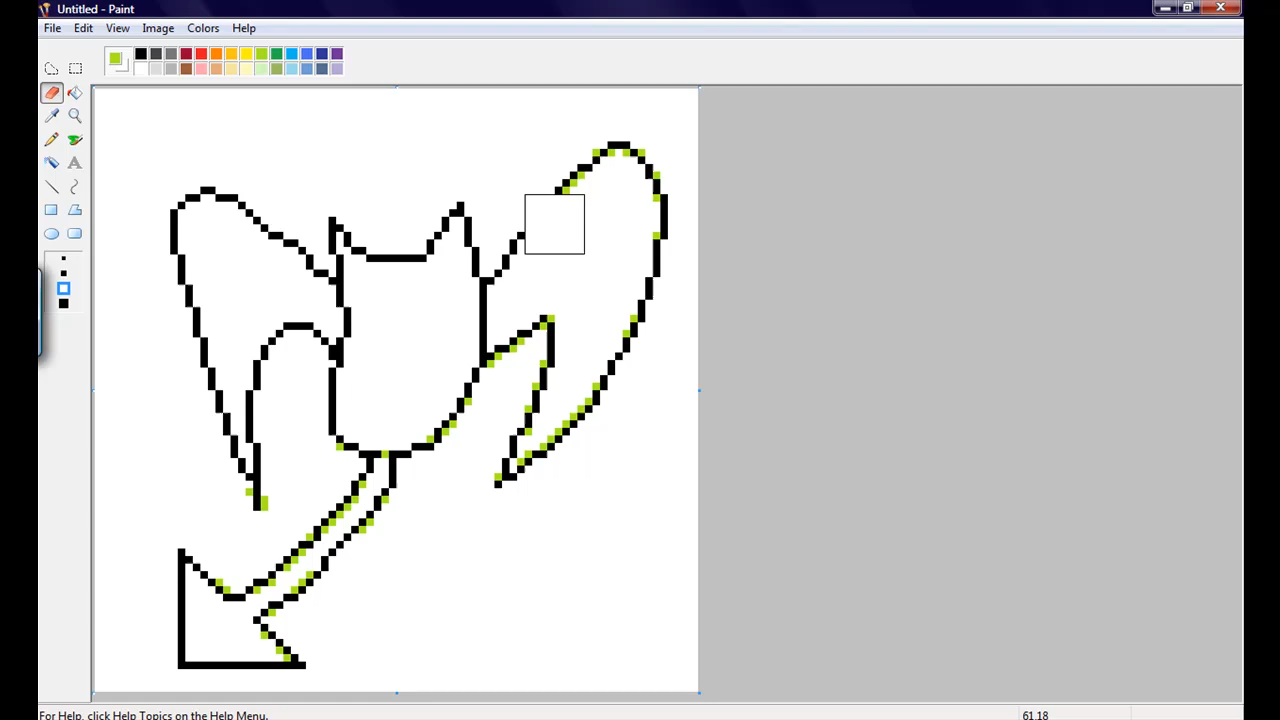 Untitled - Paint
File Edit View Image Colors Help
A
For Help, click Help Topics on the Help Menu.
61,18